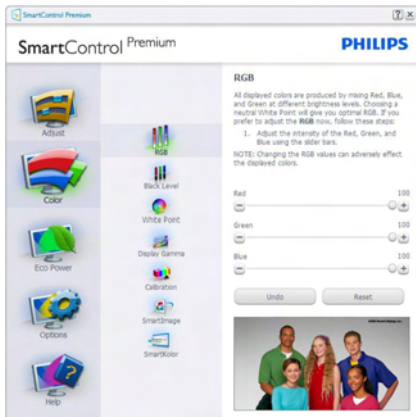 SmartControl Premium
SmartControl Premium
PHILIPS
Adjust
Color
Eco Power
Options
Help
RGB
Black Level
White Point
Display Gamma
Calibration
SmartImage
SmartKolor
RGB
All displayed colors are produced by mixing Red, Blue,
and Green at different brightness levels. Choosing a
neutral White Point will give you optimal RGB. If you
prefer to adjust the RGB now, follow these steps:
1. Adjust the intensity of the Red, Green, and
Blue using the slider bars.
NOTE: Changing the RGB values can adversely effect
the displayed colors.
Red 100
Green 100
Blue 100
Undo Reset